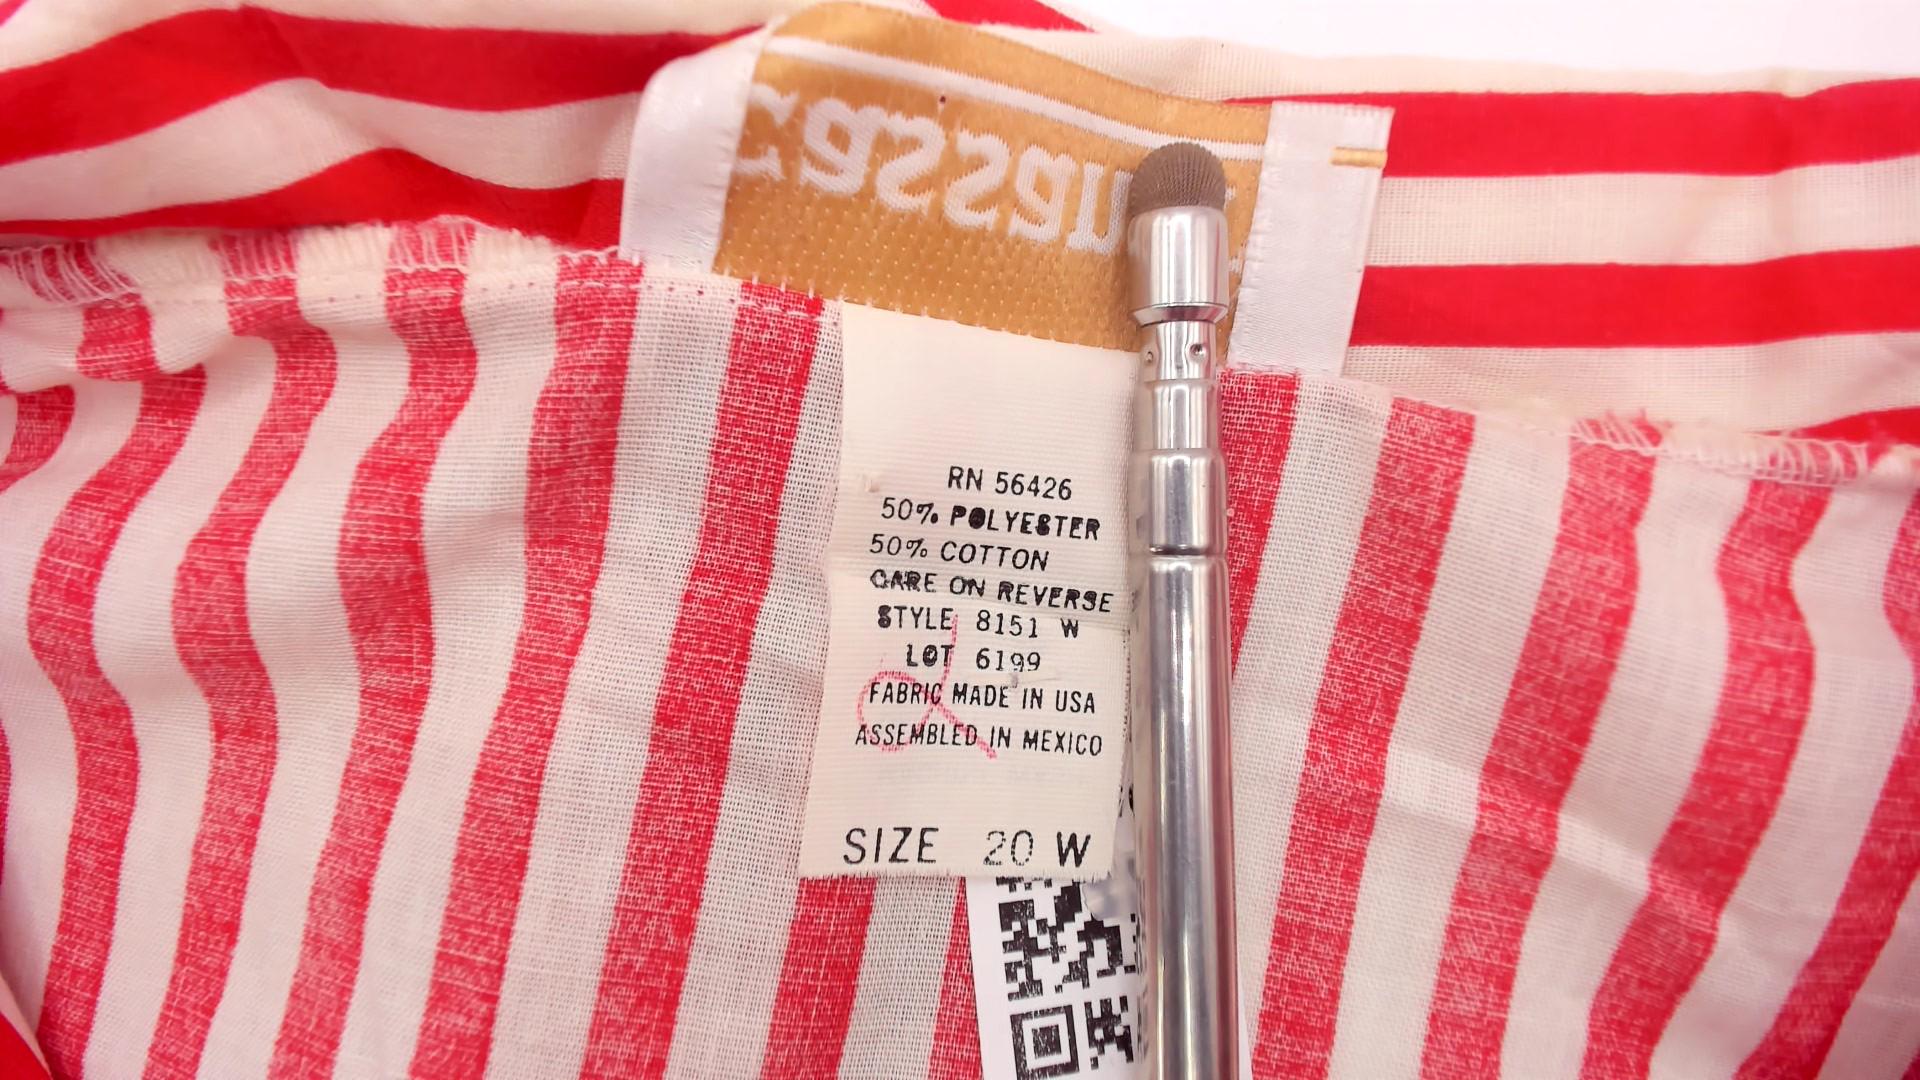 RN 56426
50% POLYESTER
50% COTTON
CARE ON REVERSE
STYLE 8151 W
LOT 6199
FABRIC MADE IN USA
ASSEMBLED IN MEXICO
SIZE 20 W